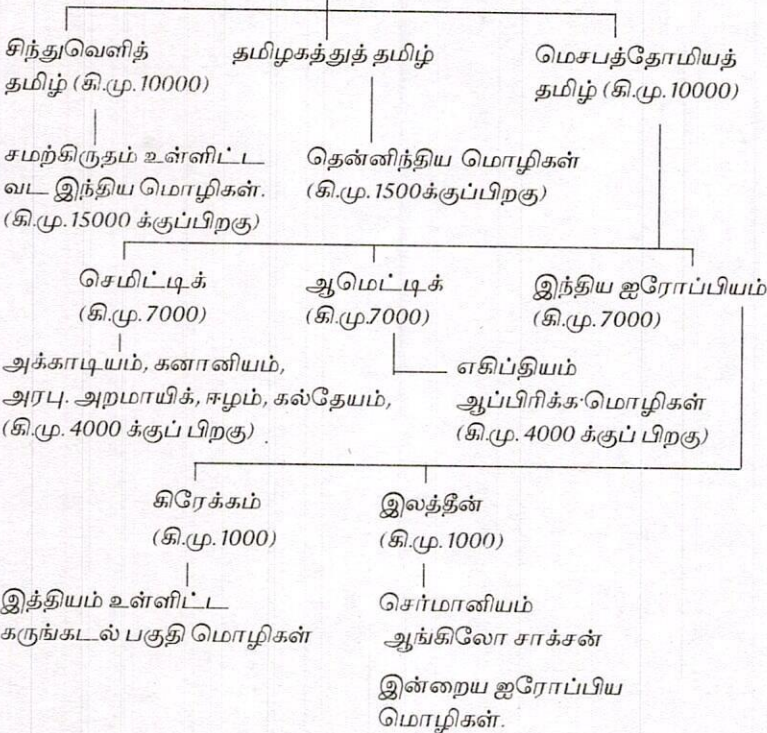 சிந்துவெளித்
தமிழ் (கி.மு. 10000)
தமிழகத்துத் தமிழ்
மெசபத்தோமியத்
தமிழ் (கி.மு. 10000)
சமற்கிருதம் உள்ளிட்ட
வட இந்திய மொழிகள்.
(கி.மு. 15000 க்குப்பிறகு)
தென்னிந்திய மொழிகள்
(கி.மு. 1500க்குப்பிறகு)
செமிட்டிக்
(கி.மு. 7000)
ஆமெட்டிக்
(கி.மு.7000)
இந்திய ஐரோப்பியம்
(கி.மு. 7000)
அக்காடியம், கனானியம்,
அரபு. அறமாயிக், ஈழம், கல்தேயம்,
(கி.மு. 4000 க்குப் பிறகு)
எகிப்தியம்
ஆப்பிரிக்க மொழிகள்
(கி.மு. 4000 க்குப் பிறகு)
கிரேக்கம்
(கி.மு. 1000)
இலத்தீன்
(கி.மு. 1000)
இத்தியம் உள்ளிட்ட
கருங்கடல் பகுதி மொழிகள்
செர்மானியம்
ஆங்கிலோ சாக்சன்
இன்றைய ஐரோப்பிய
மொழிகள்.